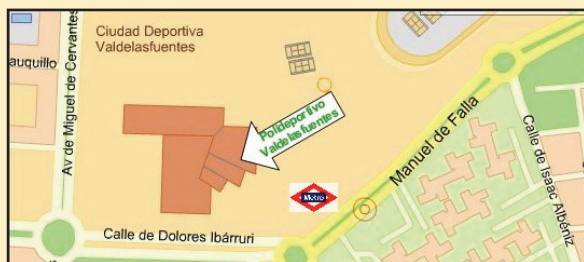 Ciudad Deportiva
Valdelasfuentes
auquillo
Av de Miguel de Cervantes
Polideportivo
Valdelasfuentes
Metro
Manuel de Falla
Calle de Isaac Albéniz
Calle de Dolores Ibárruri